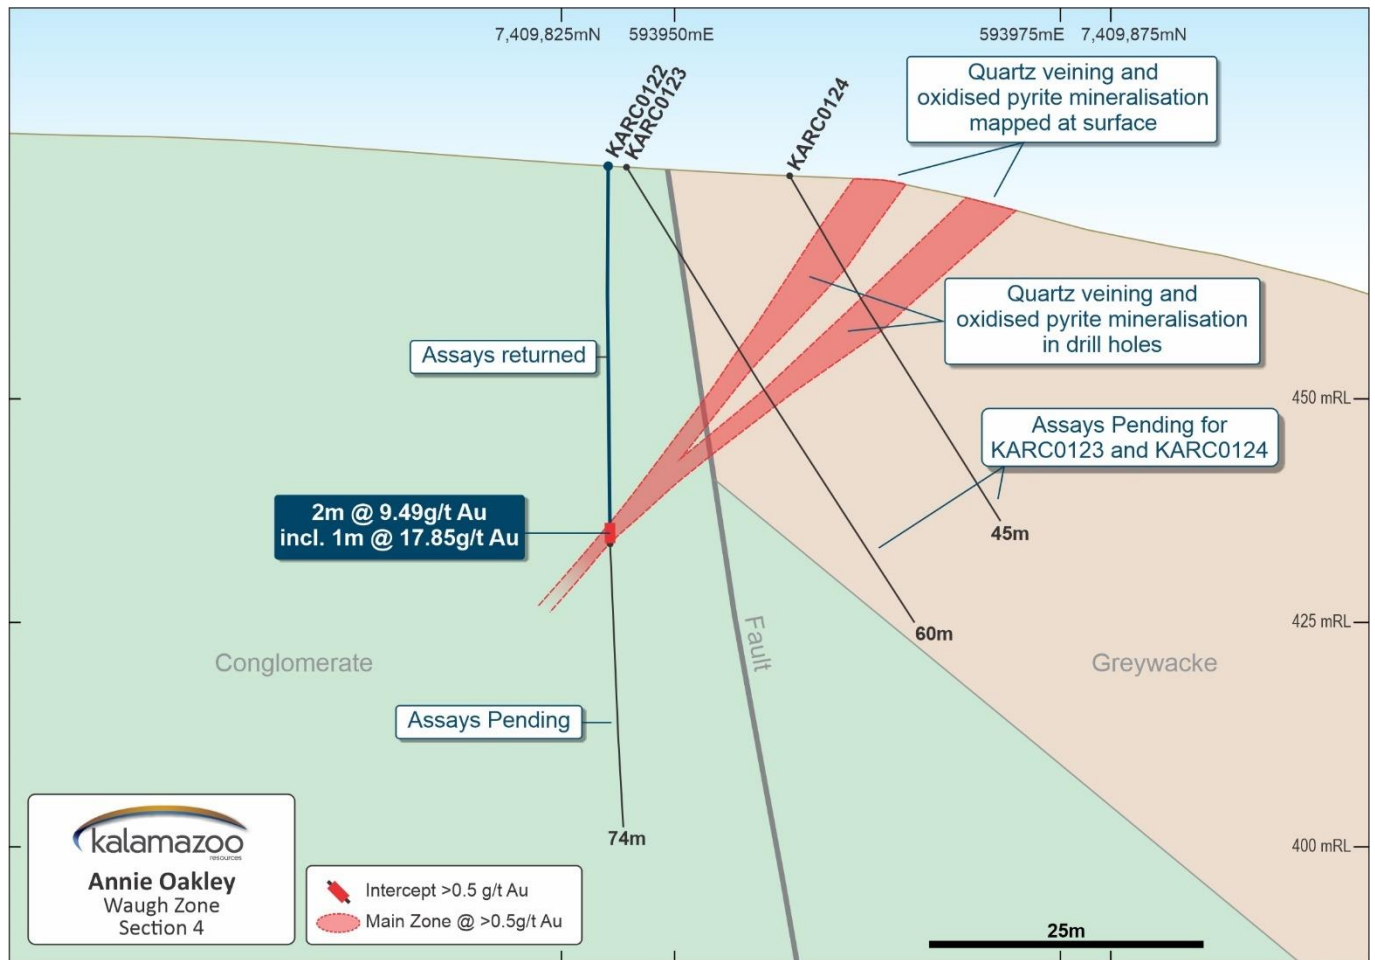 7,409,825mN
593950mE
593975mE
7,409,875mN
KARC0122
KARC0123
KARC0124
Quartz veining and
oxidised pyrite mineralisation
mapped at surface
Quartz veining and
oxidised pyrite mineralisation
in drill holes
Assays returned
450 mRL
Assays Pending for
KARC0123 and KARC0124
2m @ 9.49g/t Au
incl. 1m @ 17.85g/t Au
45m
60m
425 mRL
Fault
Conglomerate
Greywacke
Assays Pending
74m
400 mRL
kalamazoo
resources
Annie Oakley
Waugh Zone
Section 4
Intercept >0.5 g/t Au
Main Zone @ >0.5g/t Au
25m